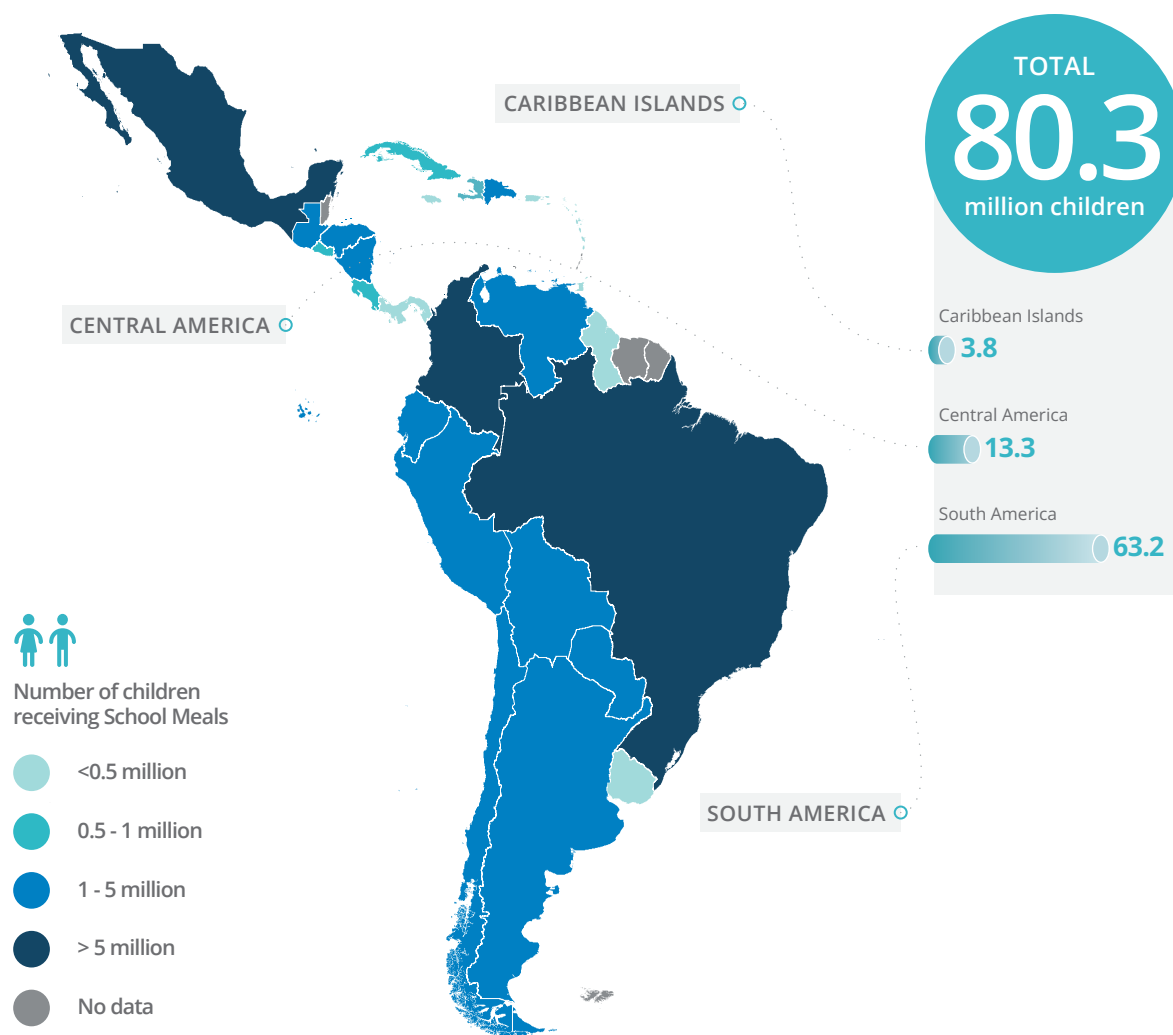 CARIBBEAN ISLANDS
TOTAL
80.3
million children
CENTRAL AMERICA
Caribbean Islands
3.8
Central America
13.3
South America
63.2
SOUTH AMERICA
Number of children
receiving School Meals
<0.5 million
0.5 - 1 million
1 - 5 million
> 5 million
No data